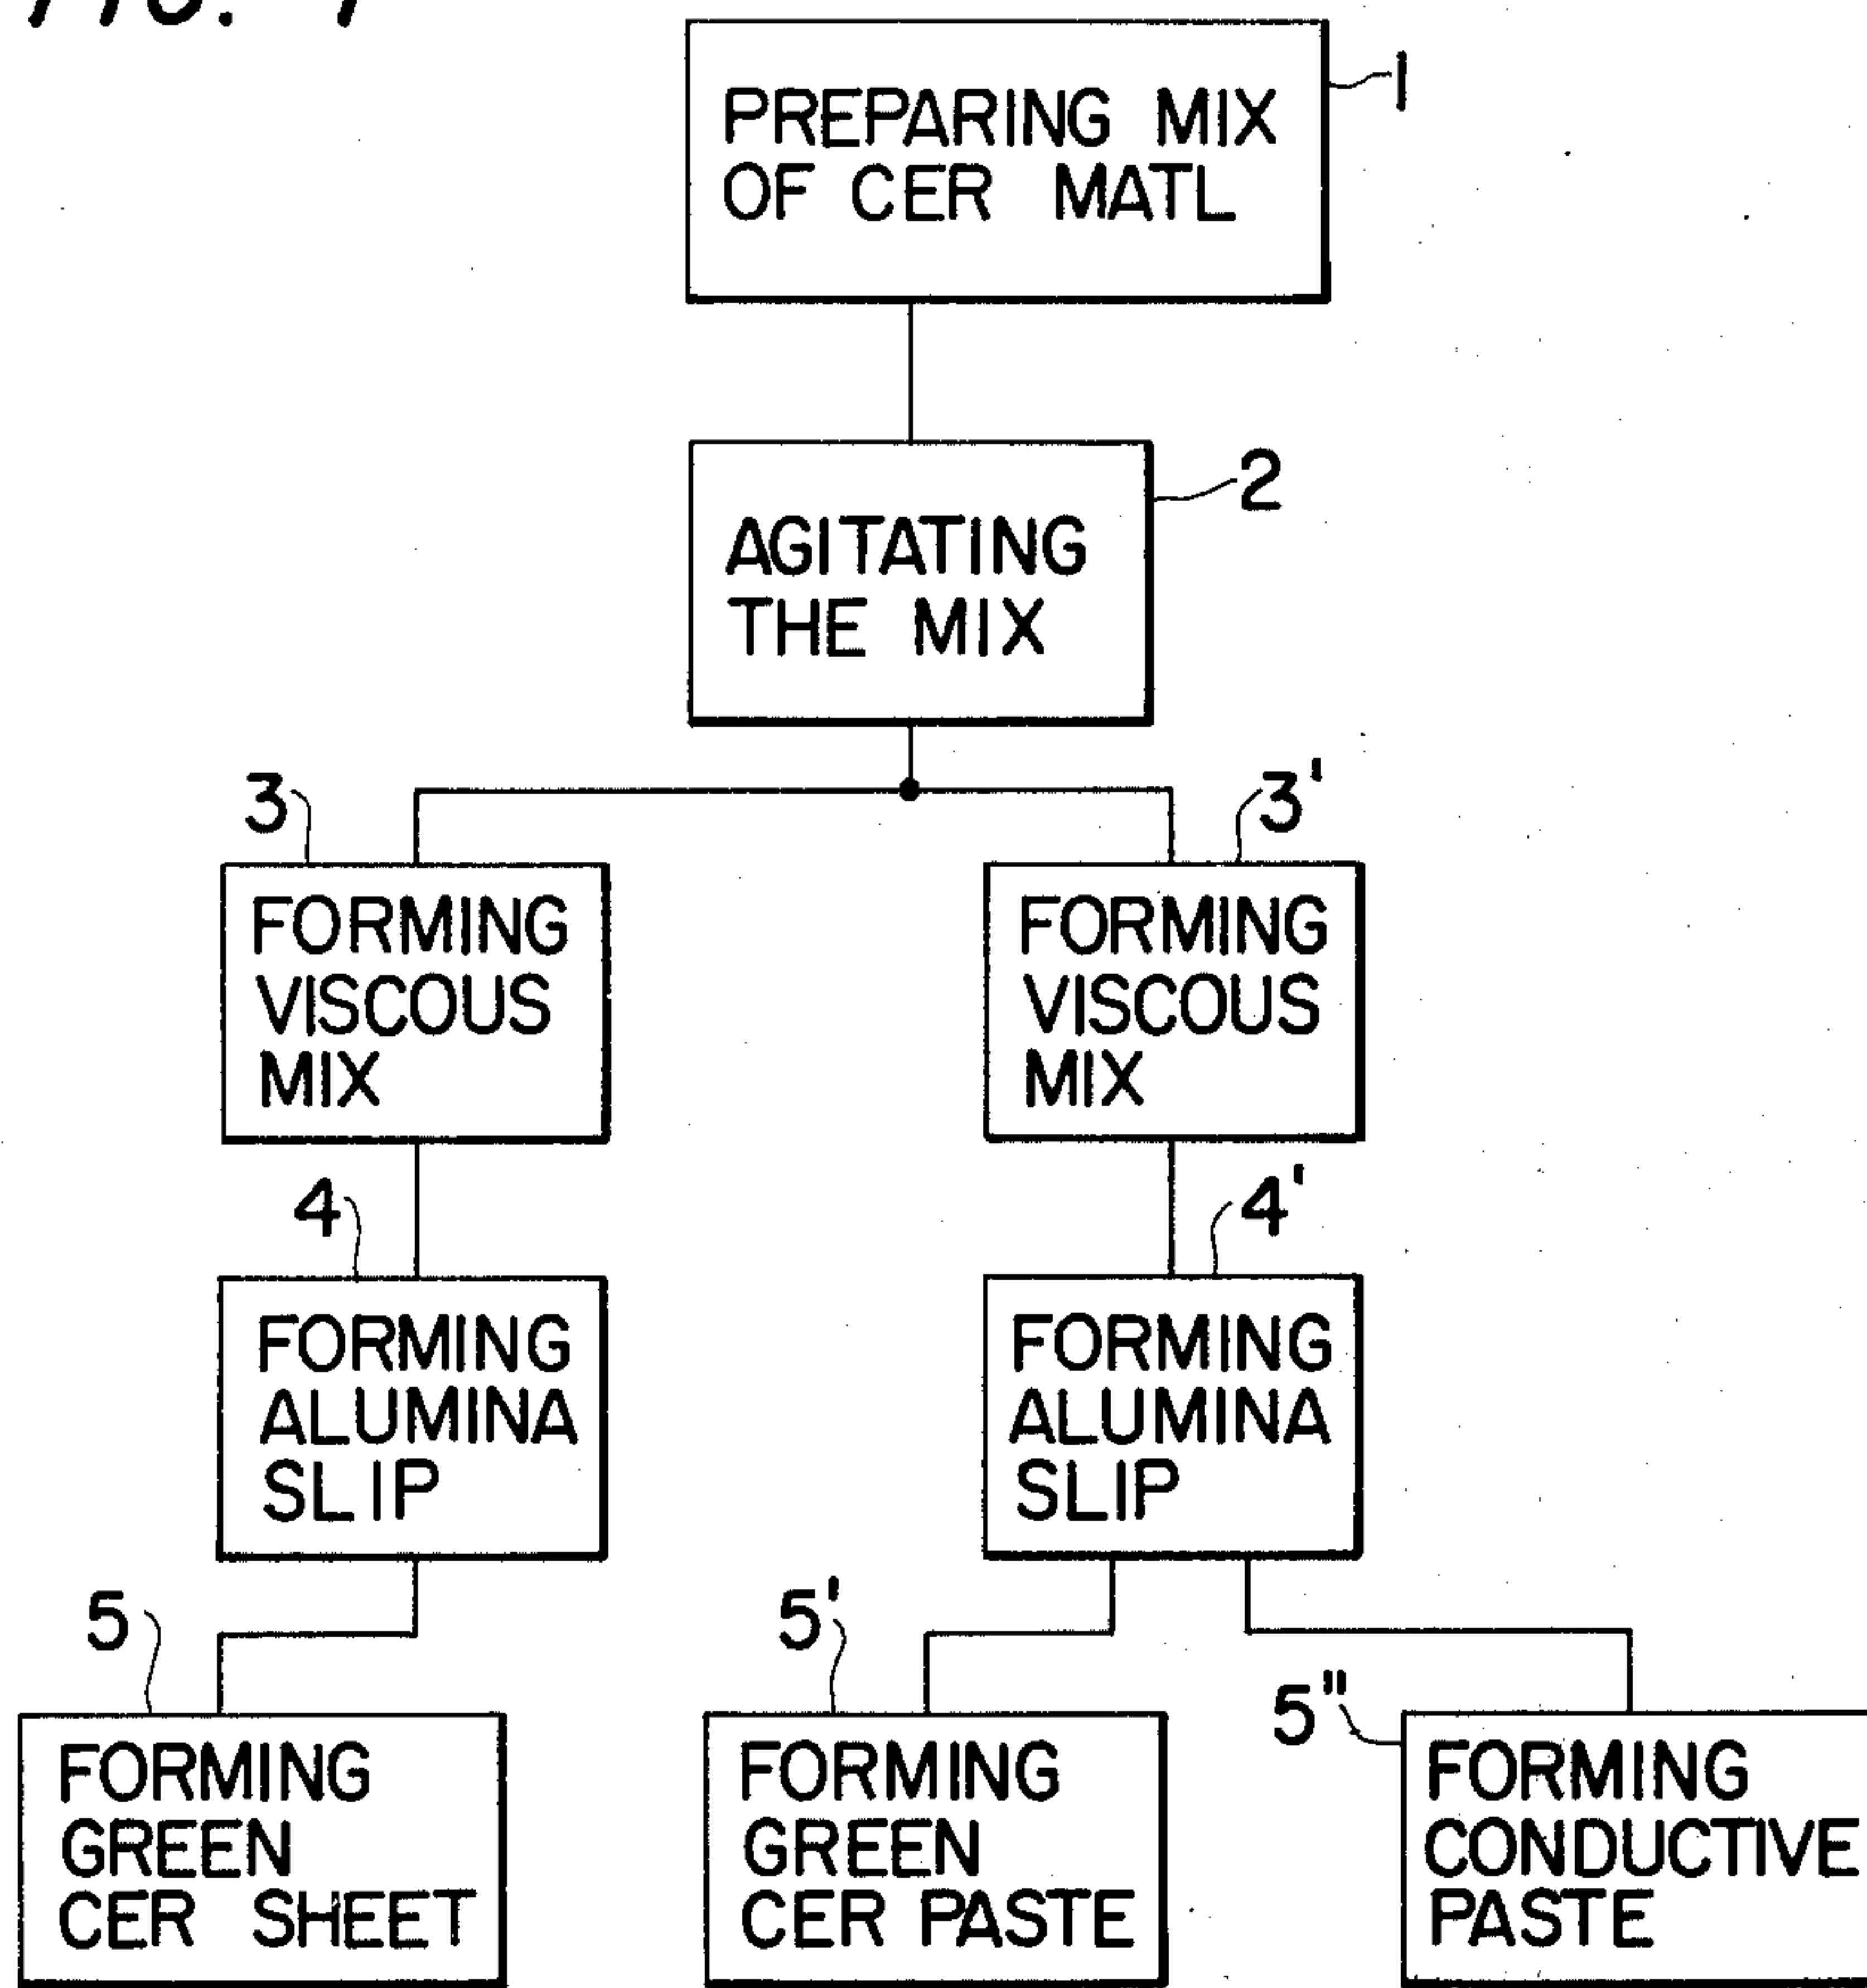 PREPARING MIX
OF CER MATL
1
AGITATING
THE MIX
2
3
FORMING
VISCOUS
MIX
3'
FORMING
VISCOUS
MIX
4
FORMING
ALUMINA
SLIP
4'
FORMING
ALUMINA
SLIP
5
FORMING
GREEN
CER SHEET
5'
FORMING
GREEN
CER PASTE
5"
FORMING
CONDUCTIVE
PASTE